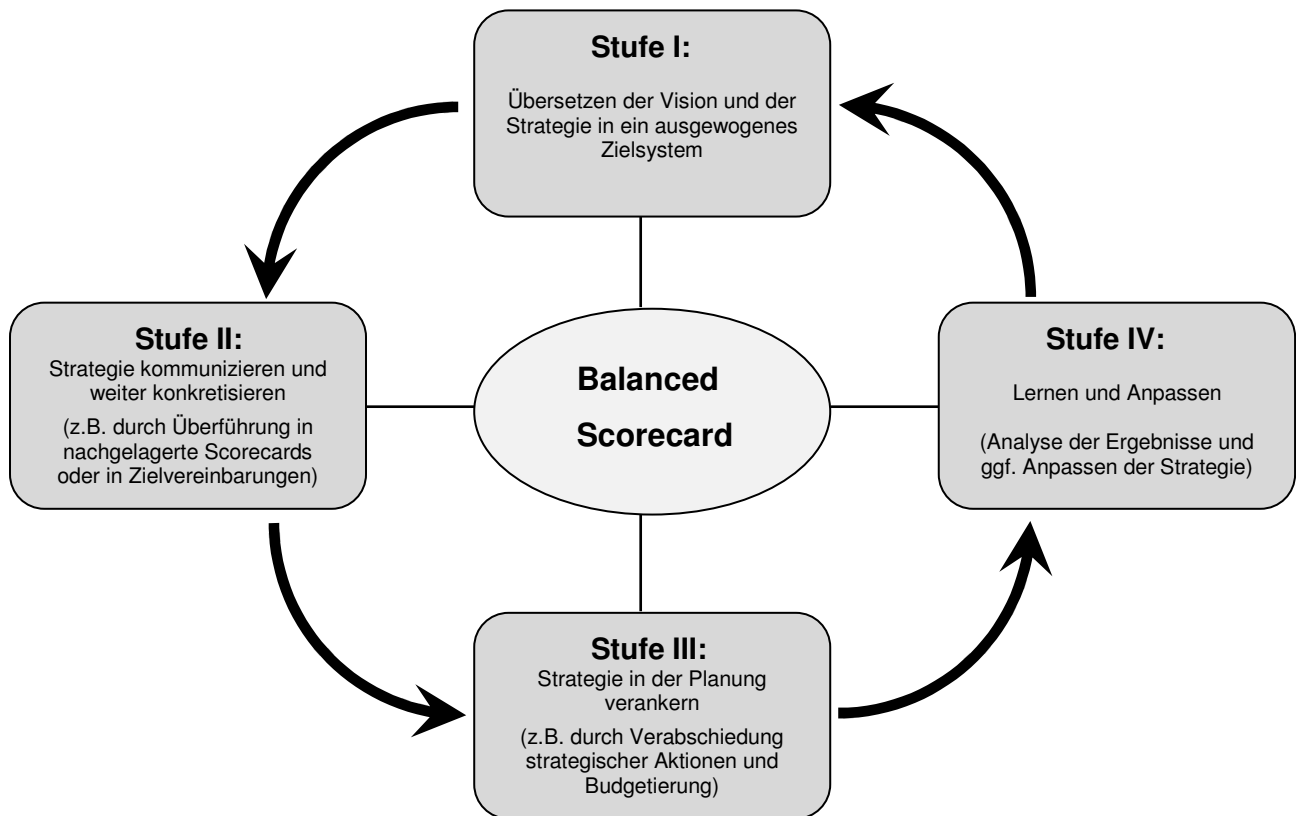 Stufe I:
Übersetzen der Vision und der
Strategie in ein ausgewogenes
Zielsystem
Stufe II:
Strategie kommunizieren und
weiter konkretisieren
(z.B. durch Überführung in
nachgelagerte Scorecards
oder in Zielvereinbarungen)
Balanced
Scorecard
Stufe IV:
Lernen und Anpassen
(Analyse der Ergebnisse und
ggf. Anpassen der Strategie)
Stufe III:
Strategie in der Planung
verankern
(z.B. durch Verabschiedung
strategischer Aktionen und
Budgetierung)